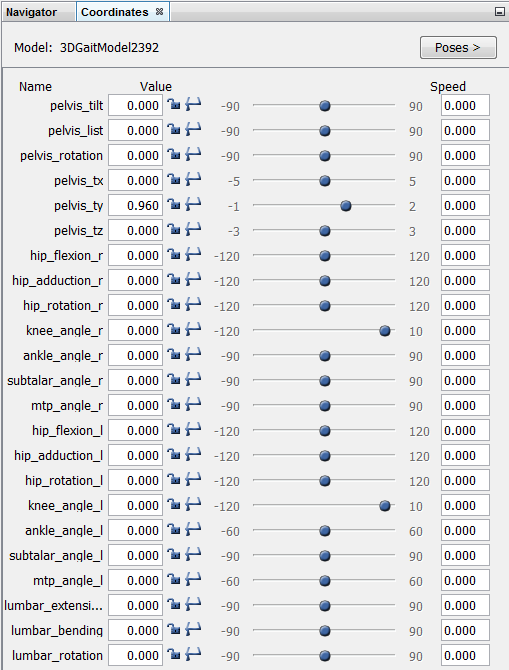 Navigator Coordinates
Model: 3DGaitModel2392 Poses >
Name Value Speed
pelvis_tilt 0.000 -90 90 0.000
pelvis_list 0.000 -90 90 0.000
pelvis_rotation 0.000 -90 90 0.000
pelvis_tx 0.000 -5 5 0.000
pelvis_ty 0.960 -1 2 0.000
pelvis_tz 0.000 -3 3 0.000
hip_flexion_r 0.000 -120 120 0.000
hip_adduction_r 0.000 -120 120 0.000
hip_rotation_r 0.000 -120 120 0.000
knee_angle_r 0.000 -120 10 0.000
ankle_angle_r 0.000 -90 90 0.000
subtalar_angle_r 0.000 -90 90 0.000
mtp_angle_r 0.000 -90 90 0.000
hip_flexion_l 0.000 -120 120 0.000
hip_adduction_l 0.000 -120 120 0.000
hip_rotation_l 0.000 -120 120 0.000
knee_angle_l 0.000 -120 10 0.000
ankle_angle_l 0.000 -60 60 0.000
subtalar_angle_l 0.000 -90 90 0.000
mtp_angle_l 0.000 -60 60 0.000
lumbar_extensi... 0.000 -90 90 0.000
lumbar_bending 0.000 -90 90 0.000
lumbar_rotation 0.000 -90 90 0.000